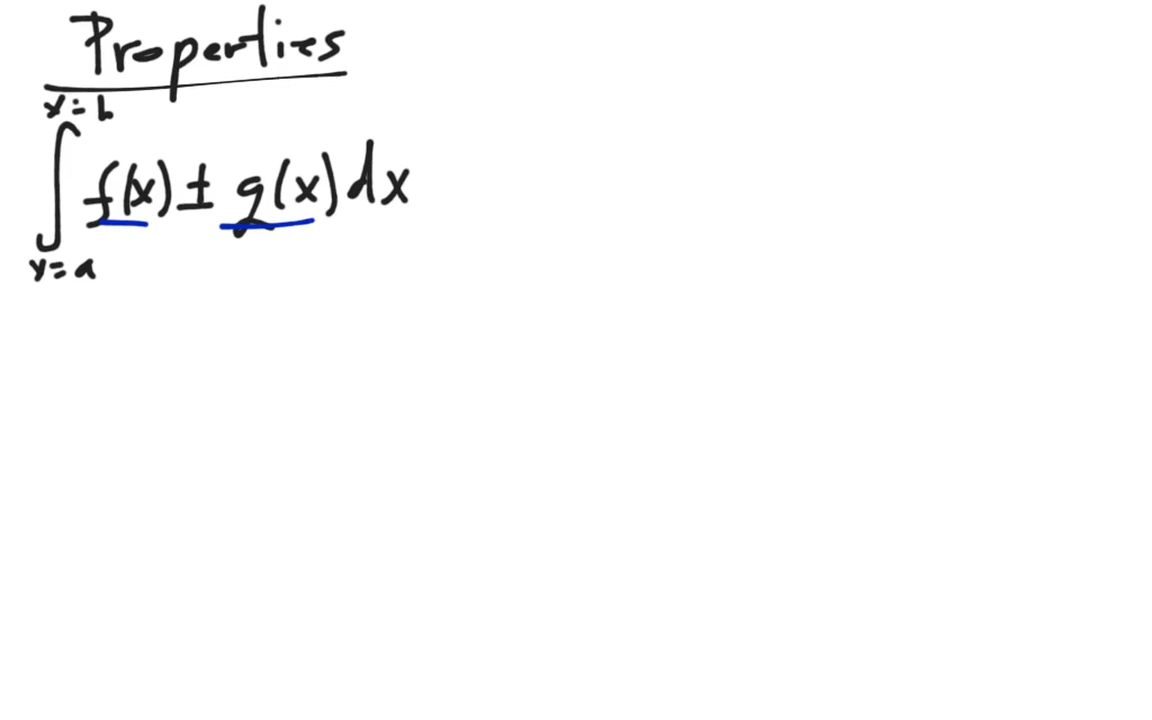 Properties
x=b
∫ f(x) ± g(x) dx
x=a